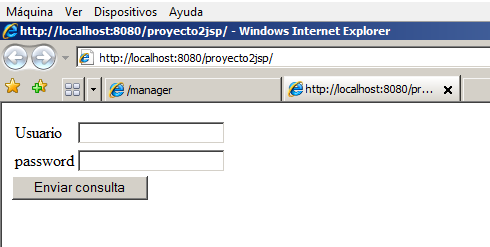 Máquina Ver Dispositivos Ayuda
http://localhost:8080/proyecto2jsp/ - Windows Internet Explorer
http://localhost:8080/proyecto2jsp/
/manager http://localhost:8080/pr...
Usuario
password
Enviar consulta